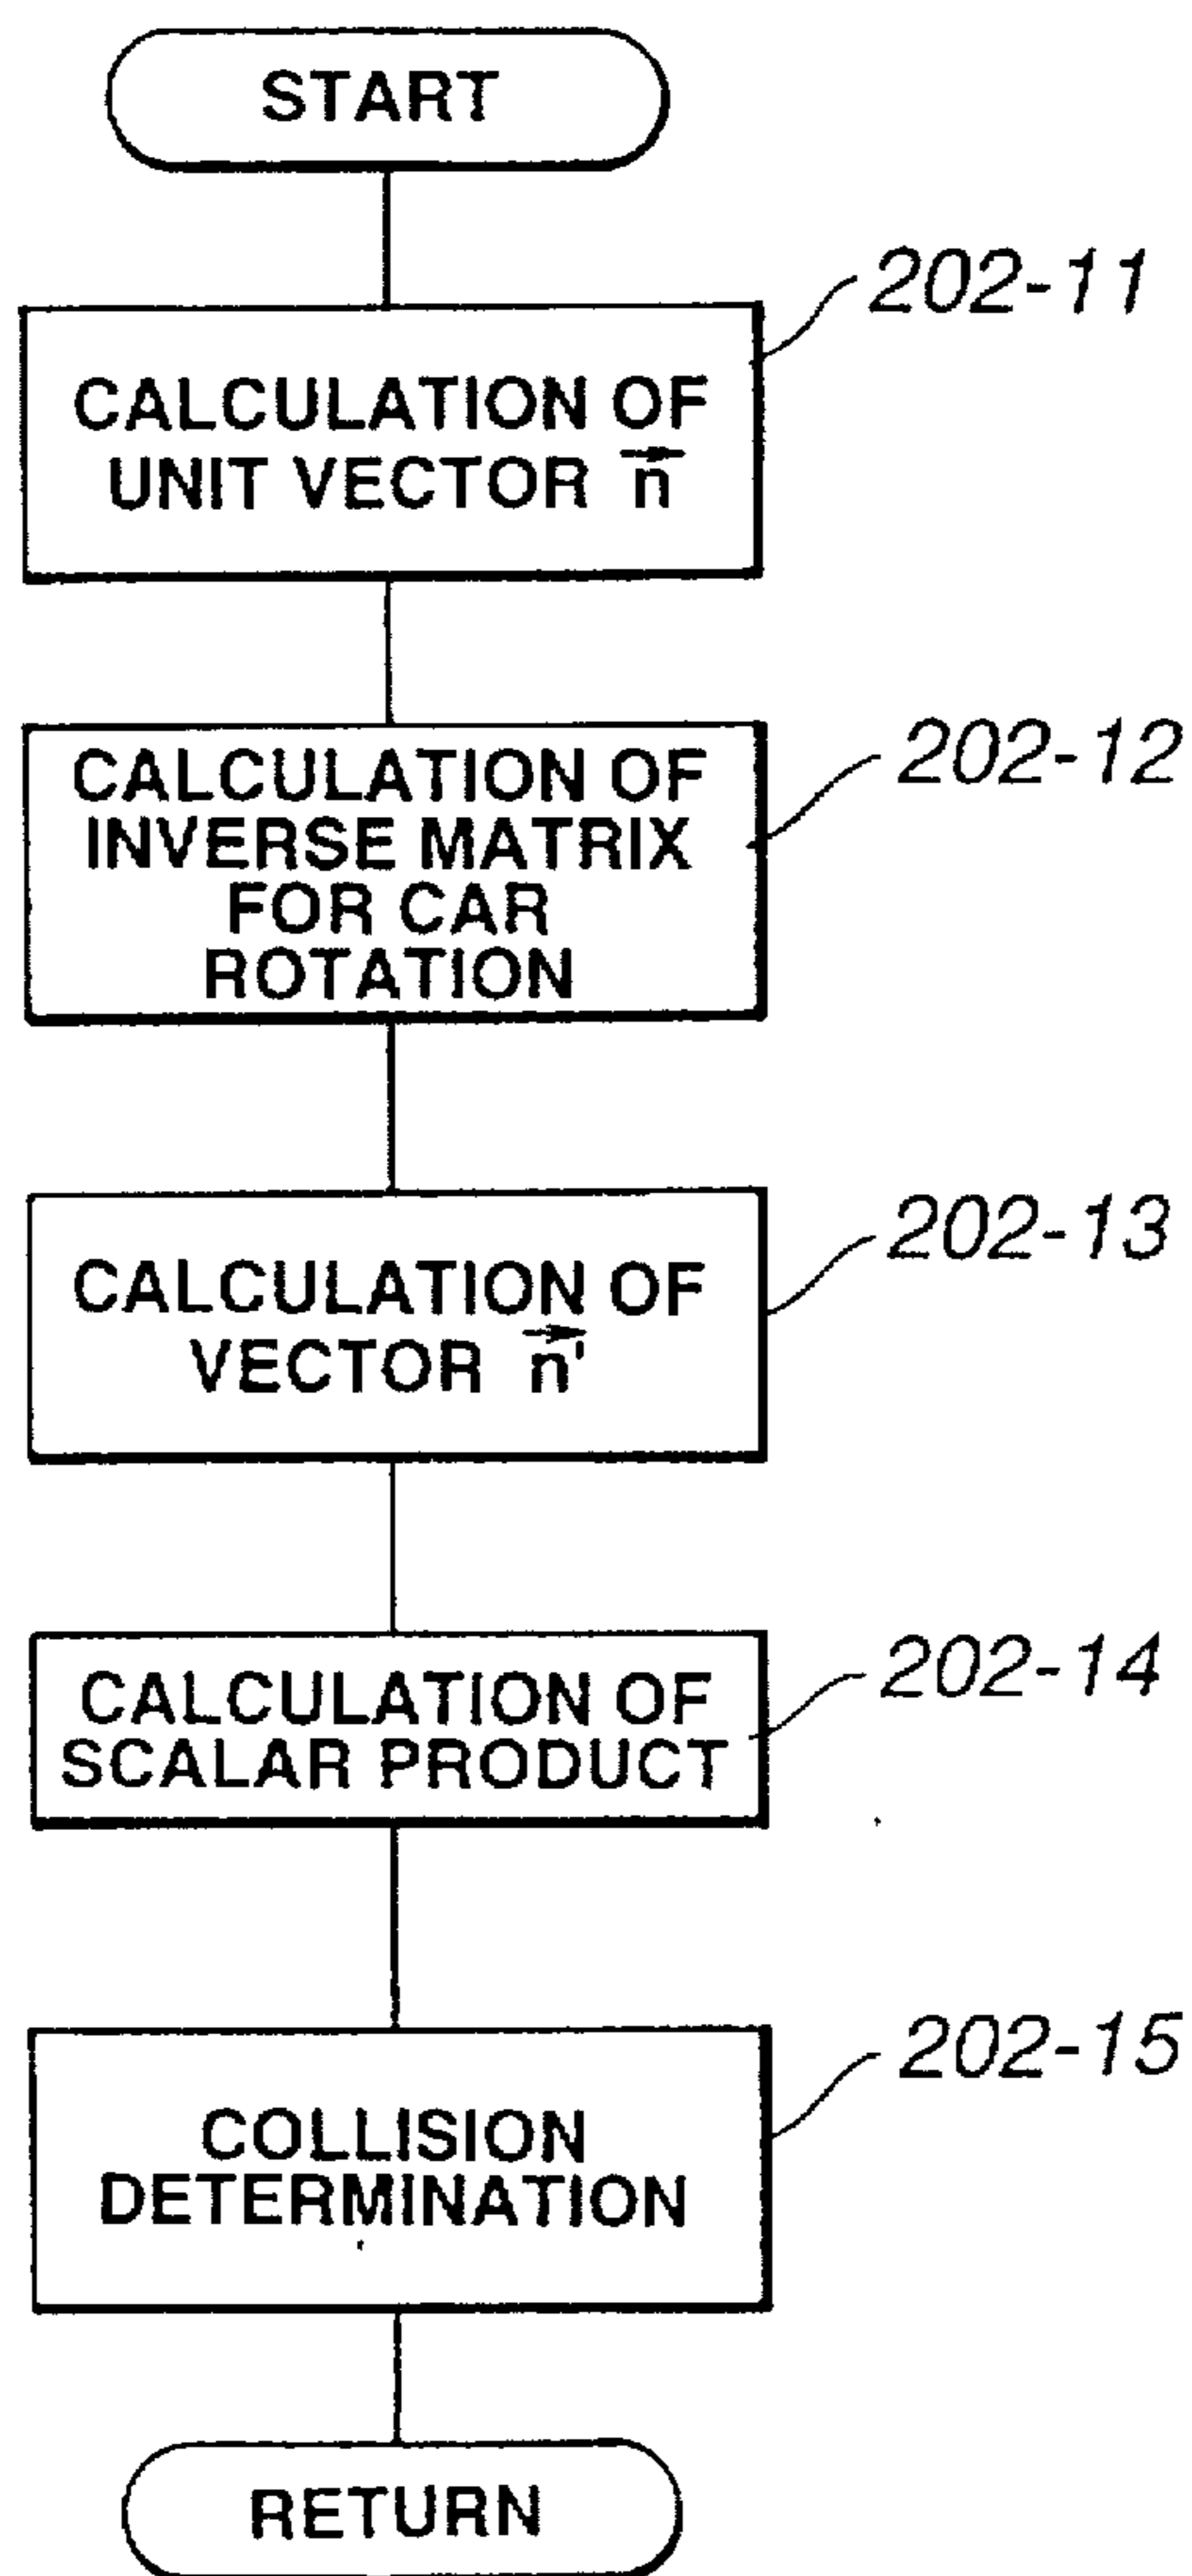 START
202-11
CALCULATION OF
UNIT VECTOR n⃗
202-12
CALCULATION OF
INVERSE MATRIX
FOR CAR
ROTATION
202-13
CALCULATION OF
VECTOR n⃗'
202-14
CALCULATION OF
SCALAR PRODUCT
202-15
COLLISION
DETERMINATION
RETURN